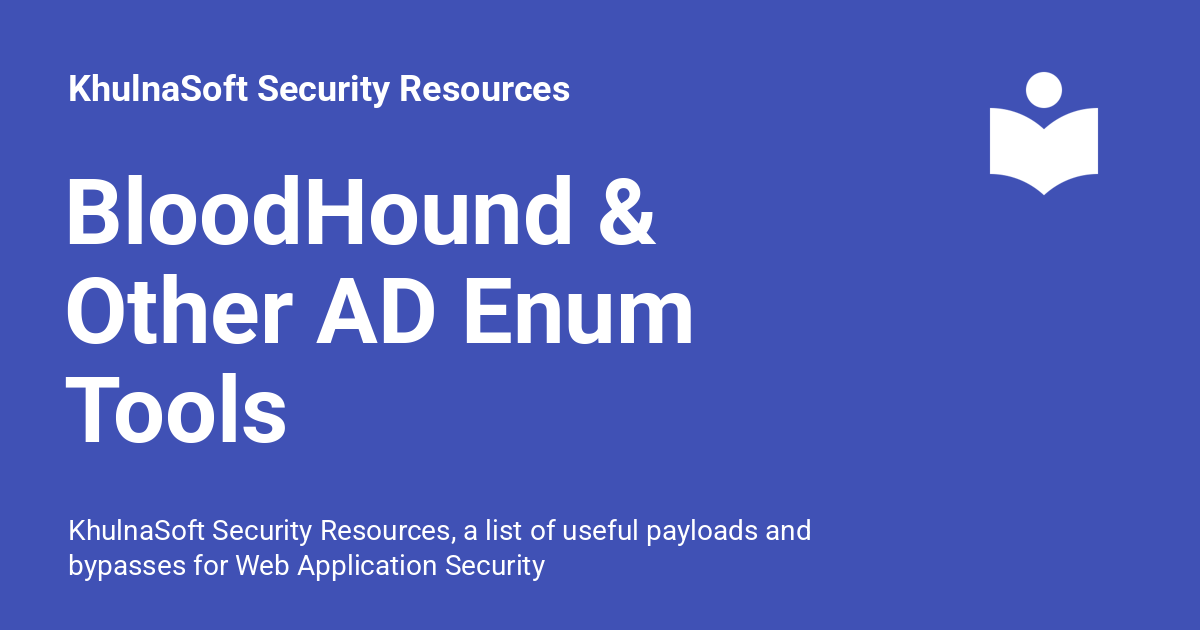 KhulnaSoft Security Resources
BloodHound &
Other AD Enum
Tools
KhulnaSoft Security Resources, a list of useful payloads and
bypasses for Web Application Security